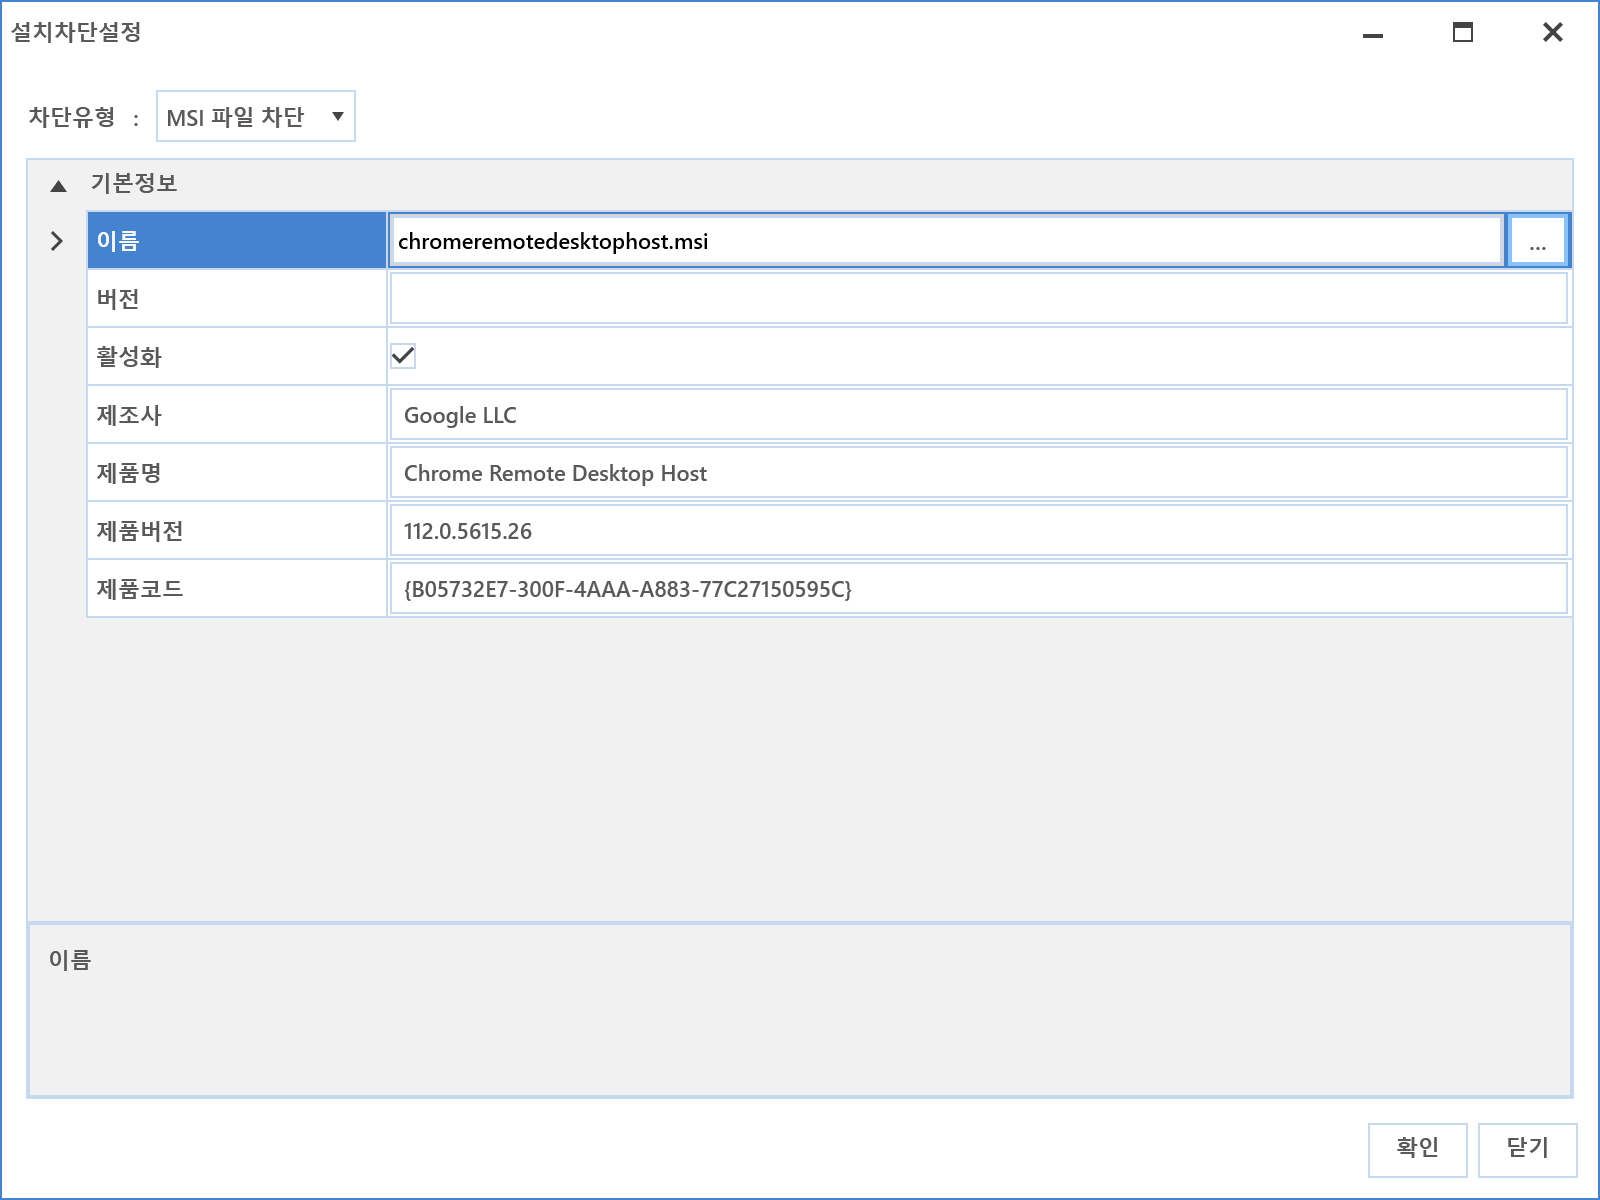 설치차단설정
차단유형 : MSI 파일 차단
기본정보
이름 chromeremotedesktophost.msi ...
버전
활성화
제조사 Google LLC
제품명 Chrome Remote Desktop Host
제품버전 112.0.5615.26
제품코드 {B05732E7-300F-4AAA-A883-77C27150595C}
이름
확인 닫기